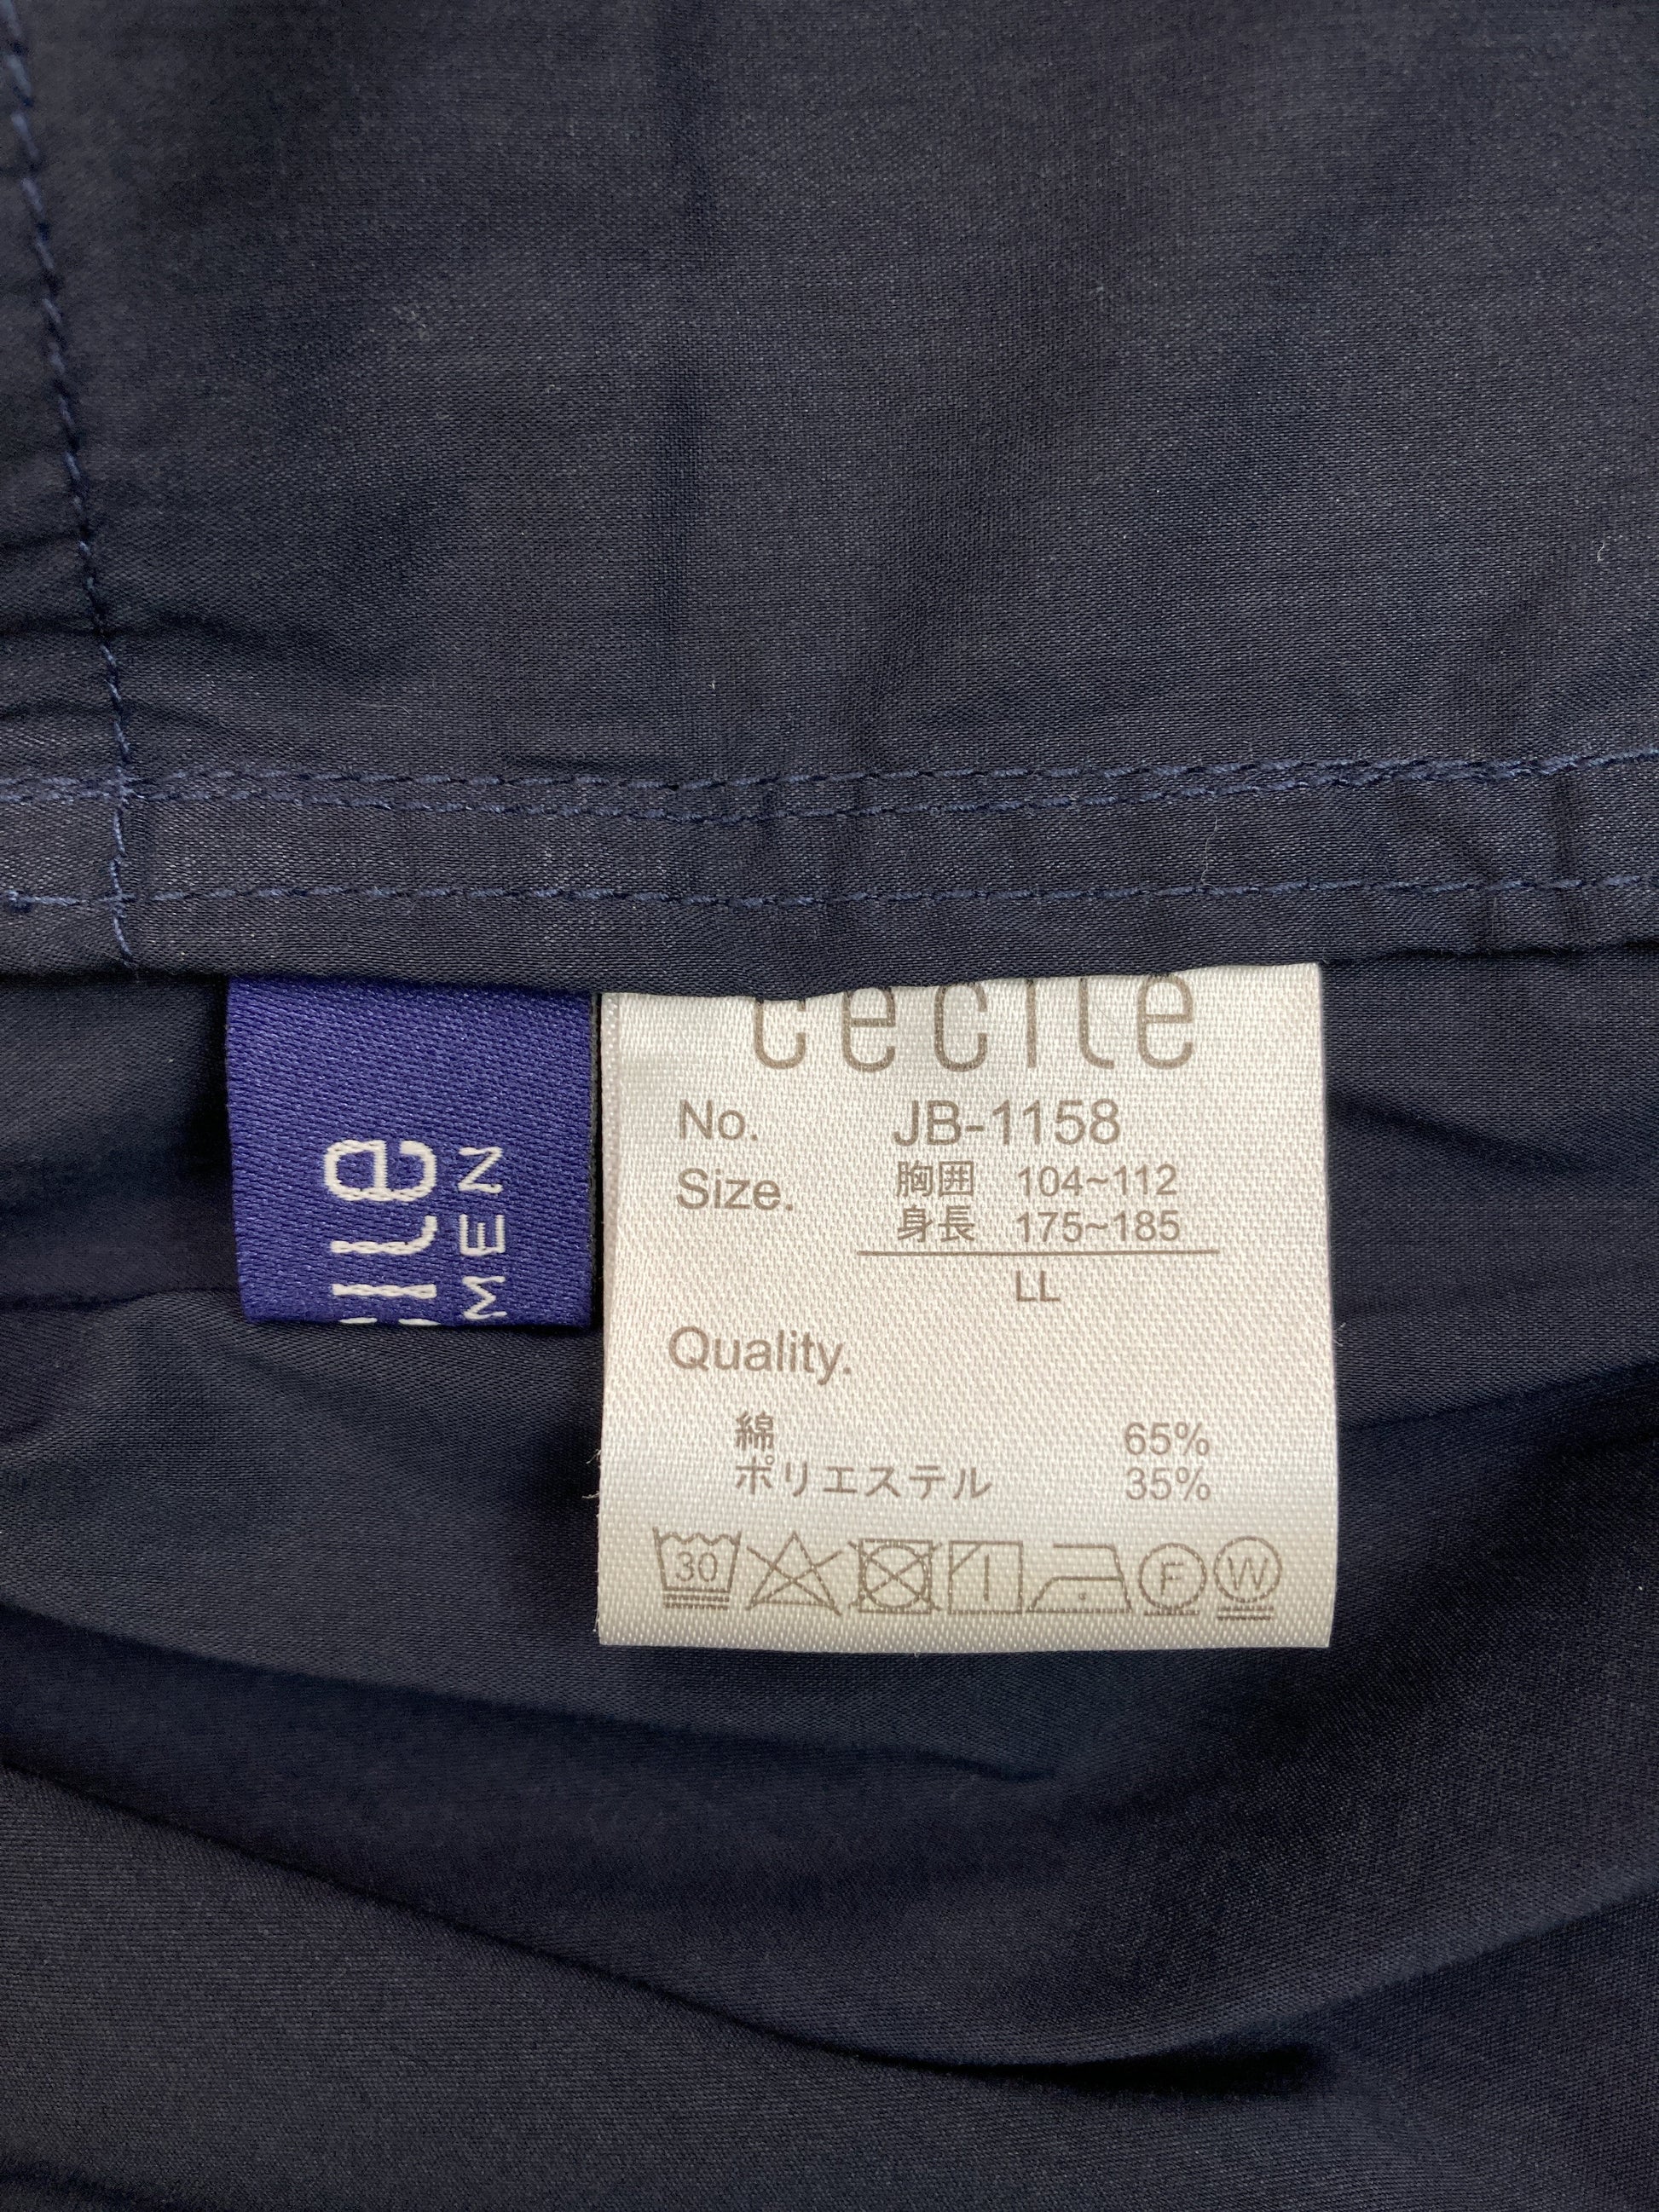 cecile
No. JB-1158
Size. 胸囲 104~112
身長 175~185
LL
Quality.
綿 65%
ポリエステル 35%
30
F
W
ile
MEN